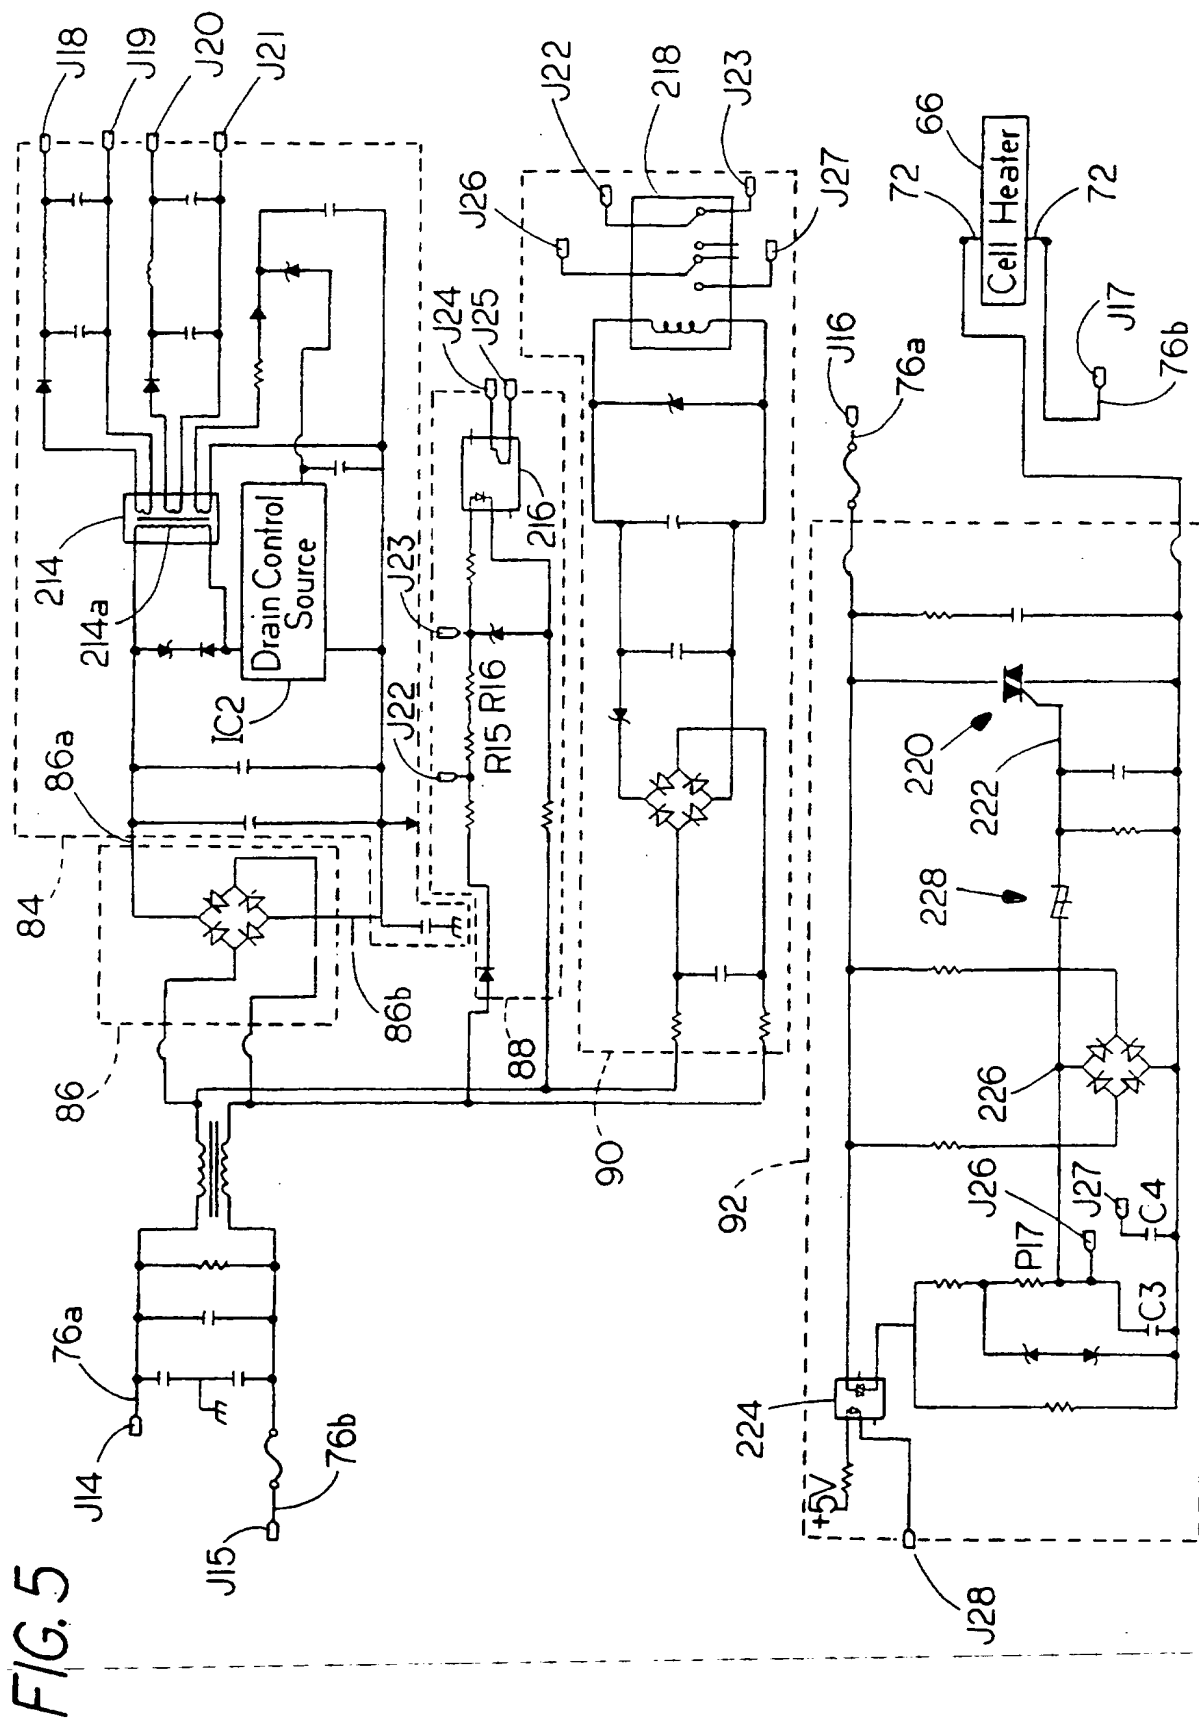 FIG. 5
J14
76a
J15
76b
86
86a
84
86b
214
214a
IC2
Drain Control
Source
J18
J19
J20
J21
J22
R15
R16
J23
J24
J25
216
88
90
J26
J22
218
J23
J27
92
224
+5V
J28
P17
J26
J27
C3
C4
226
228
222
220
J16
76a
72
66
Cell Heater
72
J17
76b